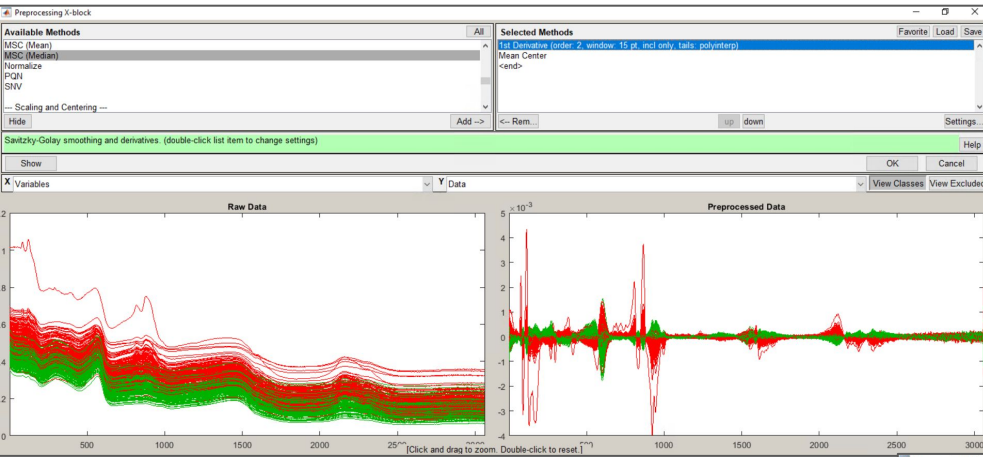 Preprocessing X-block
Available Methods
All
MSC (Mean)
MSC (Median)
Normalize
PQN
SNV
--- Scaling and Centering ---
Hide
Add -->
Selected Methods
Favorite
Load
Save
1st Derivative (order: 2, window: 15 pt, incl only, tails: polyinterp)
Mean Center
<end>
<-- Rem...
up
down
Settings...
Savitzky-Golay smoothing and derivatives. (double-click list item to change settings)
Help
Show
OK
Cancel
X Variables
Y Data
View Classes
View Excluded
Raw Data
.2
1
.8
.6
.4
.2
0
500 1000 1500 2000 2500 3000
Preprocessed Data
×10⁻³
5
4
3
2
1
0
-1
-2
-3
-4
500 1000 1500 2000 2500 3000
[Click and drag to zoom. Double-click to reset.]